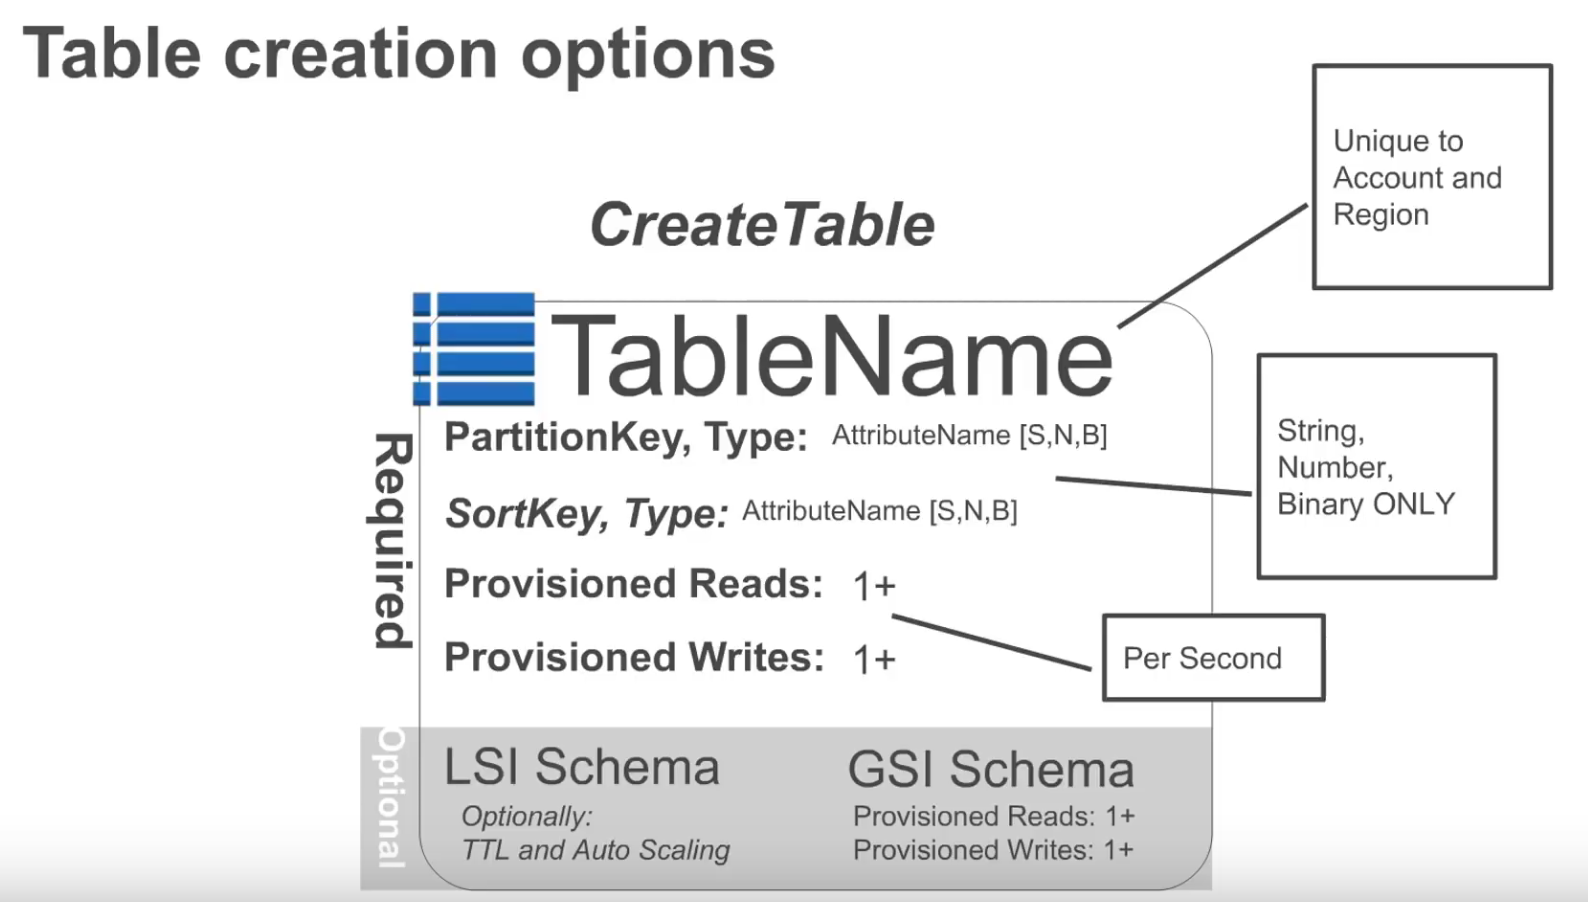 Table creation options
CreateTable
TableName
Unique to
Account and
Region
Required
PartitionKey, Type: AttributeName [S,N,B]
SortKey, Type: AttributeName [S,N,B]
String,
Number,
Binary ONLY
Provisioned Reads: 1+
Provisioned Writes: 1+
Per Second
Optional
LSI Schema
Optionally:
TTL and Auto Scaling
GSI Schema
Provisioned Reads: 1+
Provisioned Writes: 1+